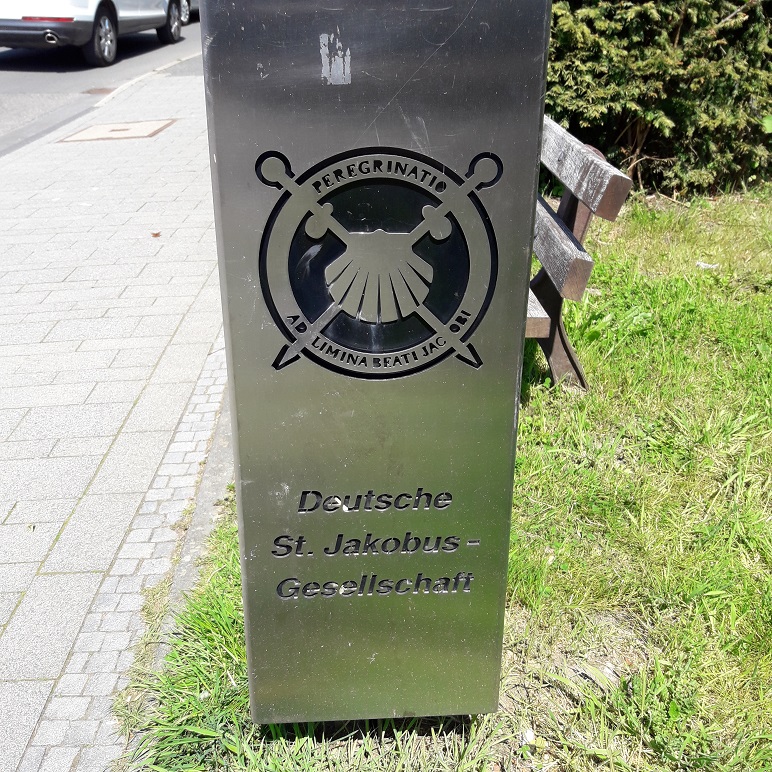 PEREGRINATIO
AD LIMINA BEATI JACOBI
Deutsche
St. Jakobus-
Gesellschaft